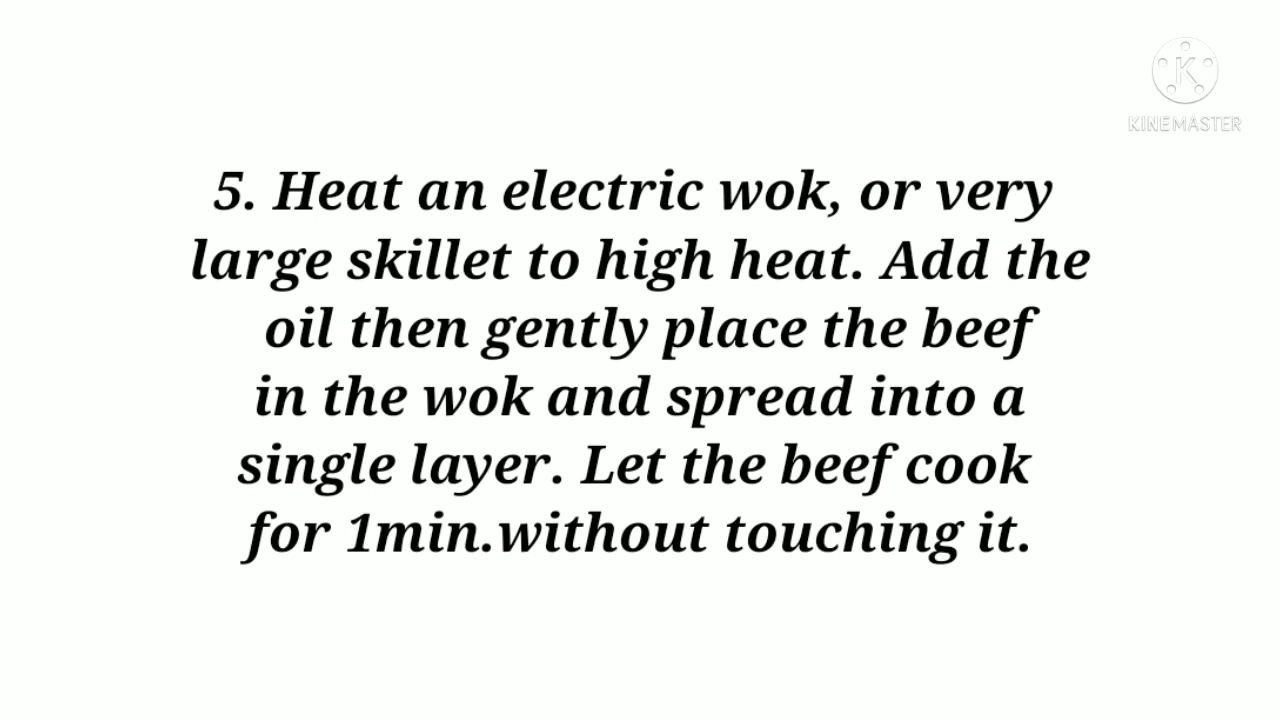 KINEMASTER
5. Heat an electric wok, or very
large skillet to high heat. Add the
oil then gently place the beef
in the wok and spread into a
single layer. Let the beef cook
for 1min.without touching it.